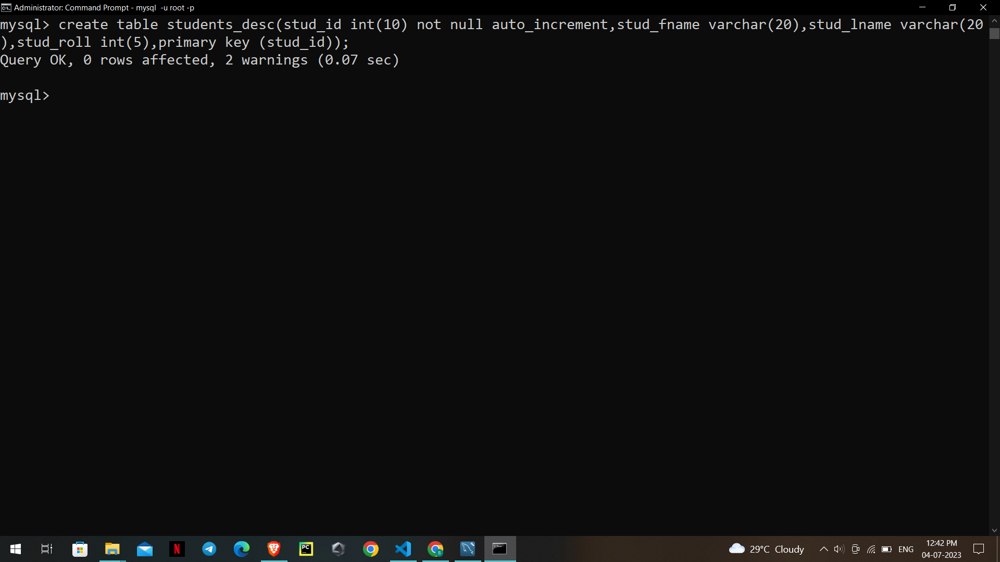 Administrator: Command Prompt - mysql  -u root -p
mysql> create table students_desc(stud_id int(10) not null auto_increment,stud_fname varchar(20),stud_lname varchar(20
),stud_roll int(5),primary key (stud_id));
Query OK, 0 rows affected, 2 warnings (0.07 sec)
mysql>
29°C Cloudy
ENG
12:42 PM
04-07-2023